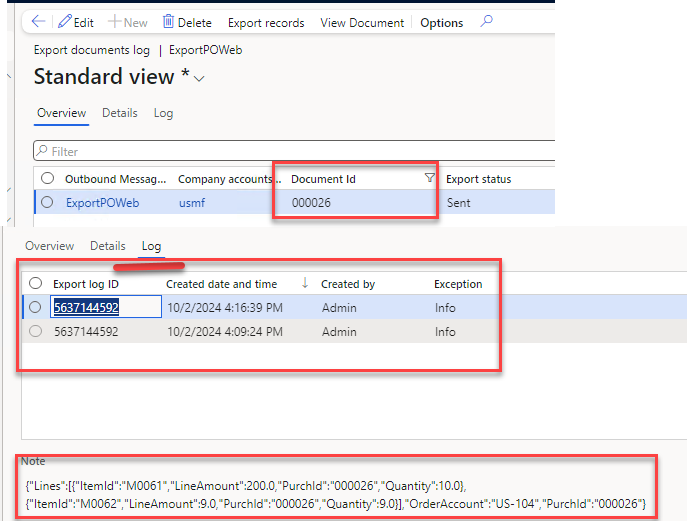 Edit New Delete Export records View Document Options
Export documents log | ExportPOWeb
Standard view *
Overview Details Log
Filter
Outbound Messag... Company accounts... Document Id Export status
ExportPOWeb usmf 000026 Sent
Overview Details Log
Export log ID Created date and time Created by Exception
5637144592 10/2/2024 4:16:39 PM Admin Info
5637144592 10/2/2024 4:09:24 PM Admin Info
Note
{"Lines":[{"ItemId":"M0061","LineAmount":200.0,"PurchId":"000026","Quantity":10.0},
{"ItemId":"M0062","LineAmount":9.0,"PurchId":"000026","Quantity":9.0}],"OrderAccount":"US-104","PurchId":"000026"}